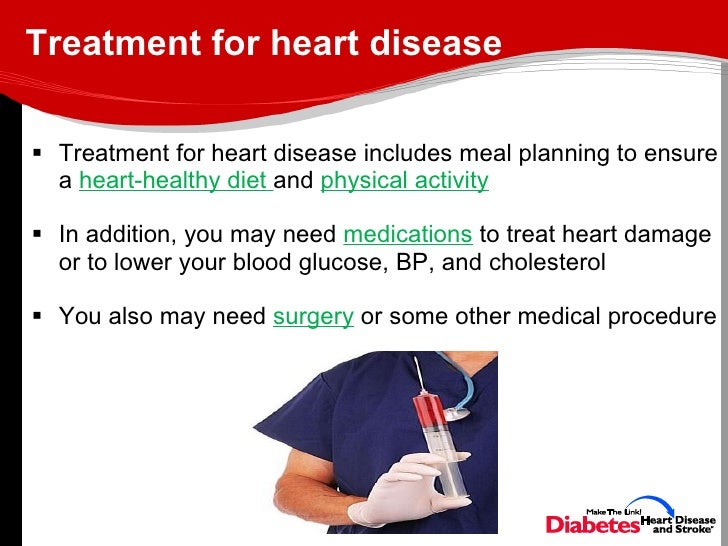 Treatment for heart disease
▪ Treatment for heart disease includes meal planning to ensure
a heart-healthy diet and physical activity
▪ In addition, you may need medications to treat heart damage
or to lower your blood glucose, BP, and cholesterol
▪ You also may need surgery or some other medical procedure
Make The Link!
Diabetes Heart Disease
and Stroke